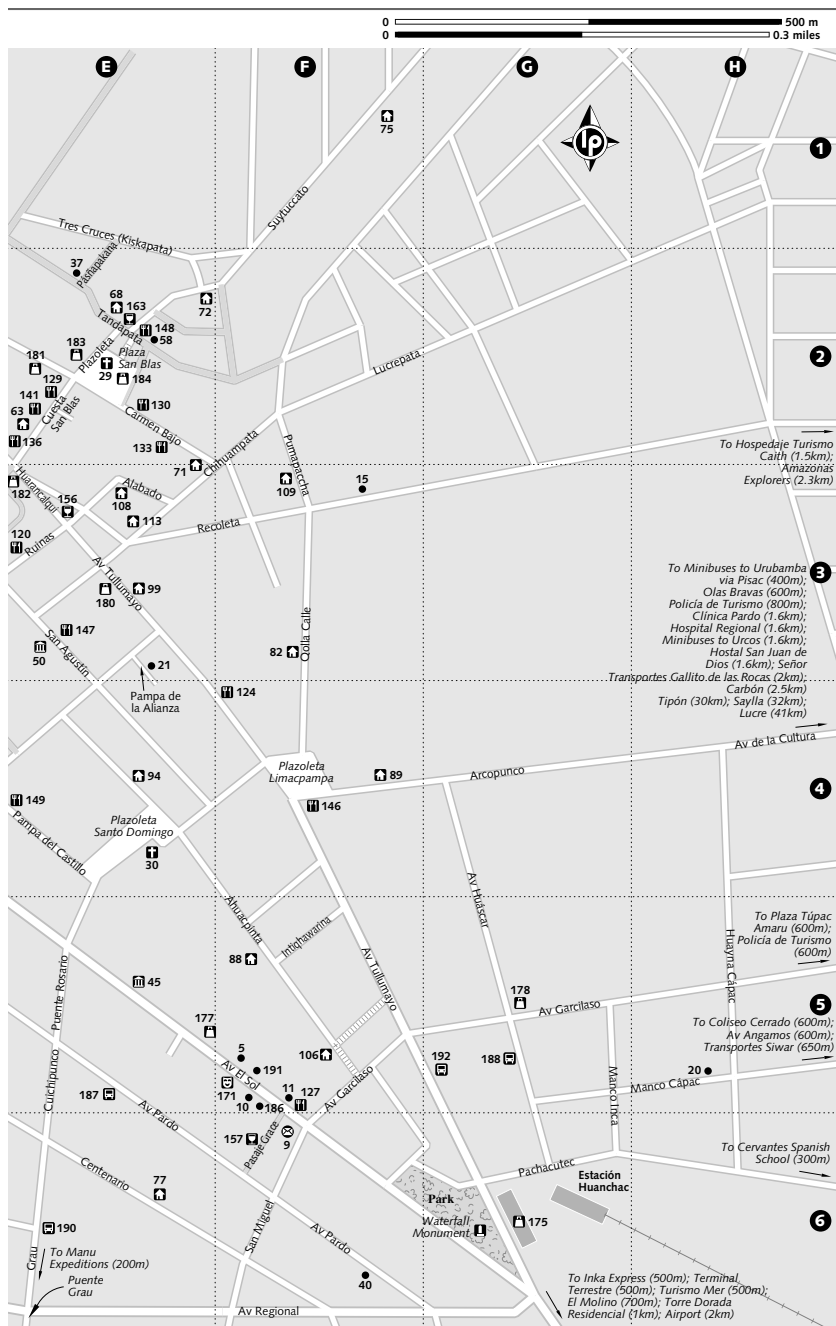 0 500 m
0 0.3 miles
E
F
G
H
1
lp
75
Suytuccato
Tres Cruces (Kiskapata)
37
Pasñapakana
68
163
72
Tandapata
148
58
183
Plazoleta
Plaza
San Blas
181
29
184
2
129
141
63
Cuesta
San Blas
130
Carmen Bajo
Lucrepata
136
133
71
Chihuampata
Pumapaccha
To Hospedaje Turismo
Caith (1.5km);
Amazonas
Explorers (2.3km)
182
Huarancalqui
Alabado
109
15
156
108
113
Recoleta
120
Ruinas
3
Av Tullumayo
99
180
To Minibuses to Urubamba
via Pisac (400m);
Olas Bravas (600m);
Policía de Turismo (800m);
Clínica Pardo (1.6km);
Hospital Regional (1.6km);
Minibuses to Urcos (1.6km);
Hostal San Juan de
Dios (1.6km); Señor
Transportes Gallito de las Rocas (2km);
Carbón (2.5km)
Tipón (30km); Saylla (32km);
Lucre (41km)
147
San Agustín
50
82
Qolla Calle
21
Pampa de
la Alianza
124
Av de la Cultura
Plazoleta
Limacpampa
94
89
Arcopunco
4
149
146
Plazoleta
Santo Domingo
Pampa del Castillo
30
Av Huáscar
Ahuacpinta
Intiqhawarina
To Plaza Túpac
Amaru (600m);
Policía de Turismo
(600m)
Puente Rosario
88
Av Tullumayo
Huayna Cápac
45
178
Av Garcilaso
5
177
To Coliseo Cerrado (600m);
Av Angamos (600m);
Transportes Siwar (650m)
5
106
191
192
188
20
Av El Sol
Manco Cápac
Manco Inca
Cuichipunco
187
171
11
127
Av Garcilaso
10
186
Av Pardo
157
Pasaje Grace
9
To Cervantes Spanish
School (300m)
Pachacutec
Centenario
Estación
Huanchac
77
Park
San Miguel
Waterfall
Monument
175
6
190
Av Pardo
Grau
To Manu
Expeditions (200m)
Puente
Grau
40
To Inka Express (500m); Terminal
Terrestre (500m); Turismo Mer (500m);
El Molino (700m); Torre Dorada
Residencial (1km); Airport (2km)
Av Regional